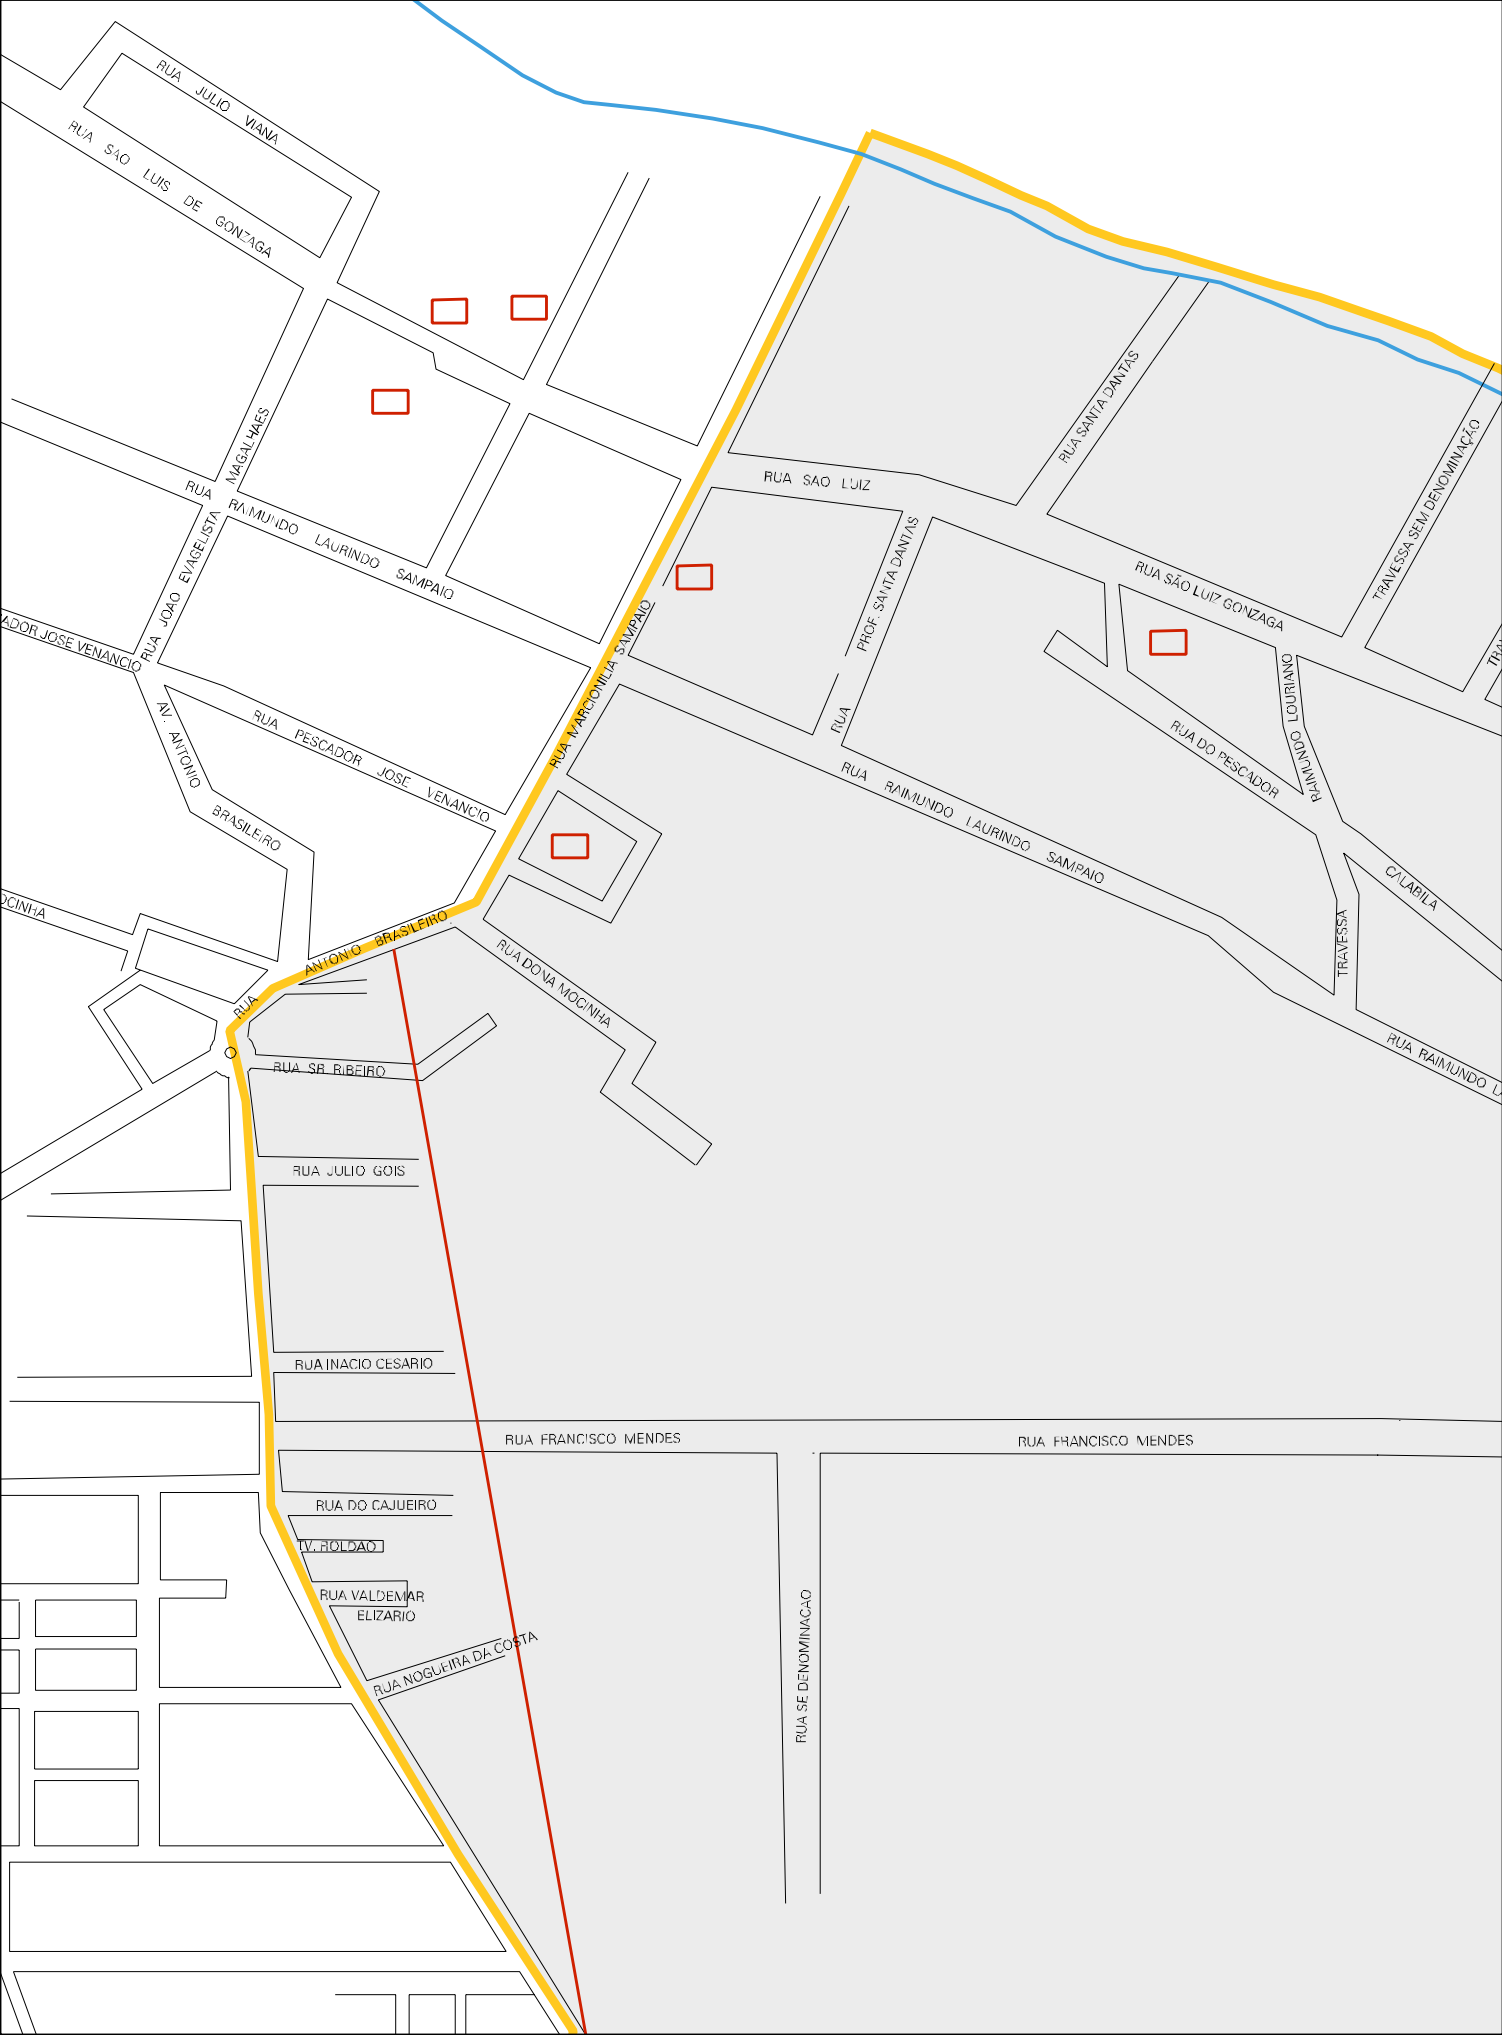 RUA JULIO VIANA
RUA SAO LUIS DE GONZAGA
RUA SANTA DANTAS
TRAVESSA SEM DENOMINAÇÃO
RUA SAO LUIZ
RUA JOAO EVAGELISTA MAGALHAES
RUA RAIMUNDO LAURINDO SAMPAIO
RUA PROF. SANTA DANTAS
RUA SÃO LUIZ GONZAGA
ADOR JOSE VENANCIO
RUA MARCIONILIA SAMPAIO
TRA
RAIMUNDO LOURIANO
AV. ANTONIO BRASILEIRO
RUA PESCADOR JOSE VENANCIO
RUA DO PESCADOR
RUA RAIMUNDO LAURINDO SAMPAIO
CALABILA
OCINHA
RUA ANTONIO BRASILEIRO
TRAVESSA
RUA DONA MOCINHA
RUA RAIMUNDO LA
RUA SR RIBEIRO
RUA JULIO GOIS
RUA INACIO CESARIO
RUA FRANCISCO MENDES
RUA FRANCISCO MENDES
RUA DO CAJUEIRO
TV. ROLDAO
RUA VALDEMAR
ELIZARIO
RUA NOGUEIRA DA COSTA
RUA SE DENOMINACAO